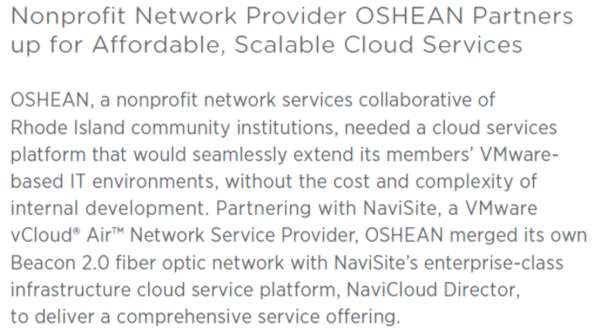 Nonprofit Network Provider OSHEAN Partners
up for Affordable, Scalable Cloud Services
OSHEAN, a nonprofit network services collaborative of
Rhode Island community institutions, needed a cloud services
platform that would seamlessly extend its members’ VMware-
based IT environments, without the cost and complexity of
internal development. Partnering with NaviSite, a VMware
vCloud® Air™ Network Service Provider, OSHEAN merged its own
Beacon 2.0 fiber optic network with NaviSite’s enterprise-class
infrastructure cloud service platform, NaviCloud Director,
to deliver a comprehensive service offering.